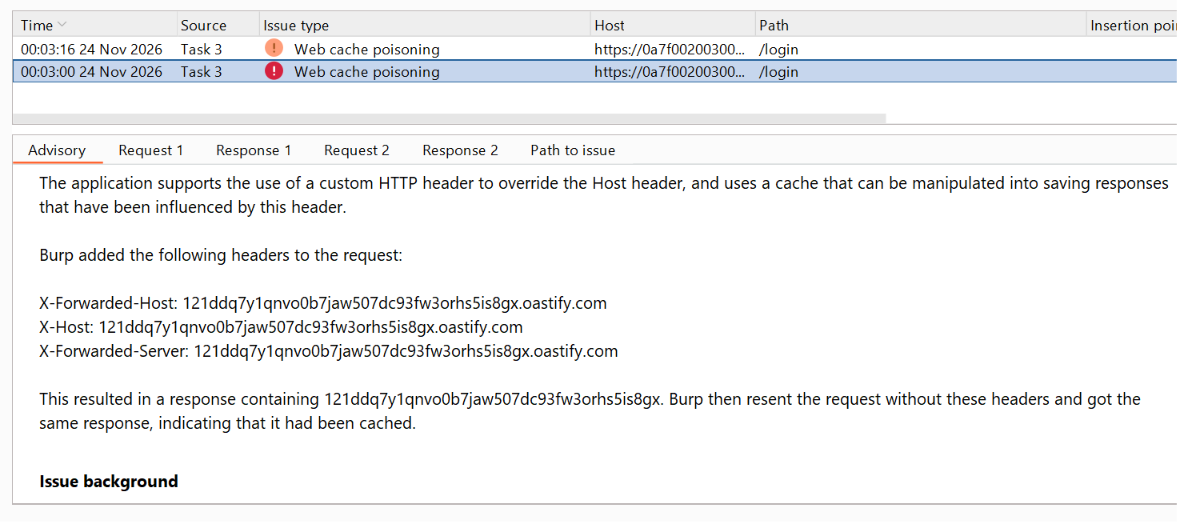 Time Source Issue type Host Path Insertion poi
00:03:16 24 Nov 2026 Task 3 ! Web cache poisoning https://0a7f00200300... /login
00:03:00 24 Nov 2026 Task 3 ! Web cache poisoning https://0a7f00200300... /login
Advisory Request 1 Response 1 Request 2 Response 2 Path to issue
The application supports the use of a custom HTTP header to override the Host header, and uses a cache that can be manipulated into saving responses
that have been influenced by this header.
Burp added the following headers to the request:
X-Forwarded-Host: 121ddq7y1qnvo0b7jaw507dc93fw3orhs5is8gx.oastify.com
X-Host: 121ddq7y1qnvo0b7jaw507dc93fw3orhs5is8gx.oastify.com
X-Forwarded-Server: 121ddq7y1qnvo0b7jaw507dc93fw3orhs5is8gx.oastify.com
This resulted in a response containing 121ddq7y1qnvo0b7jaw507dc93fw3orhs5is8gx. Burp then resent the request without these headers and got the
same response, indicating that it had been cached.
Issue background